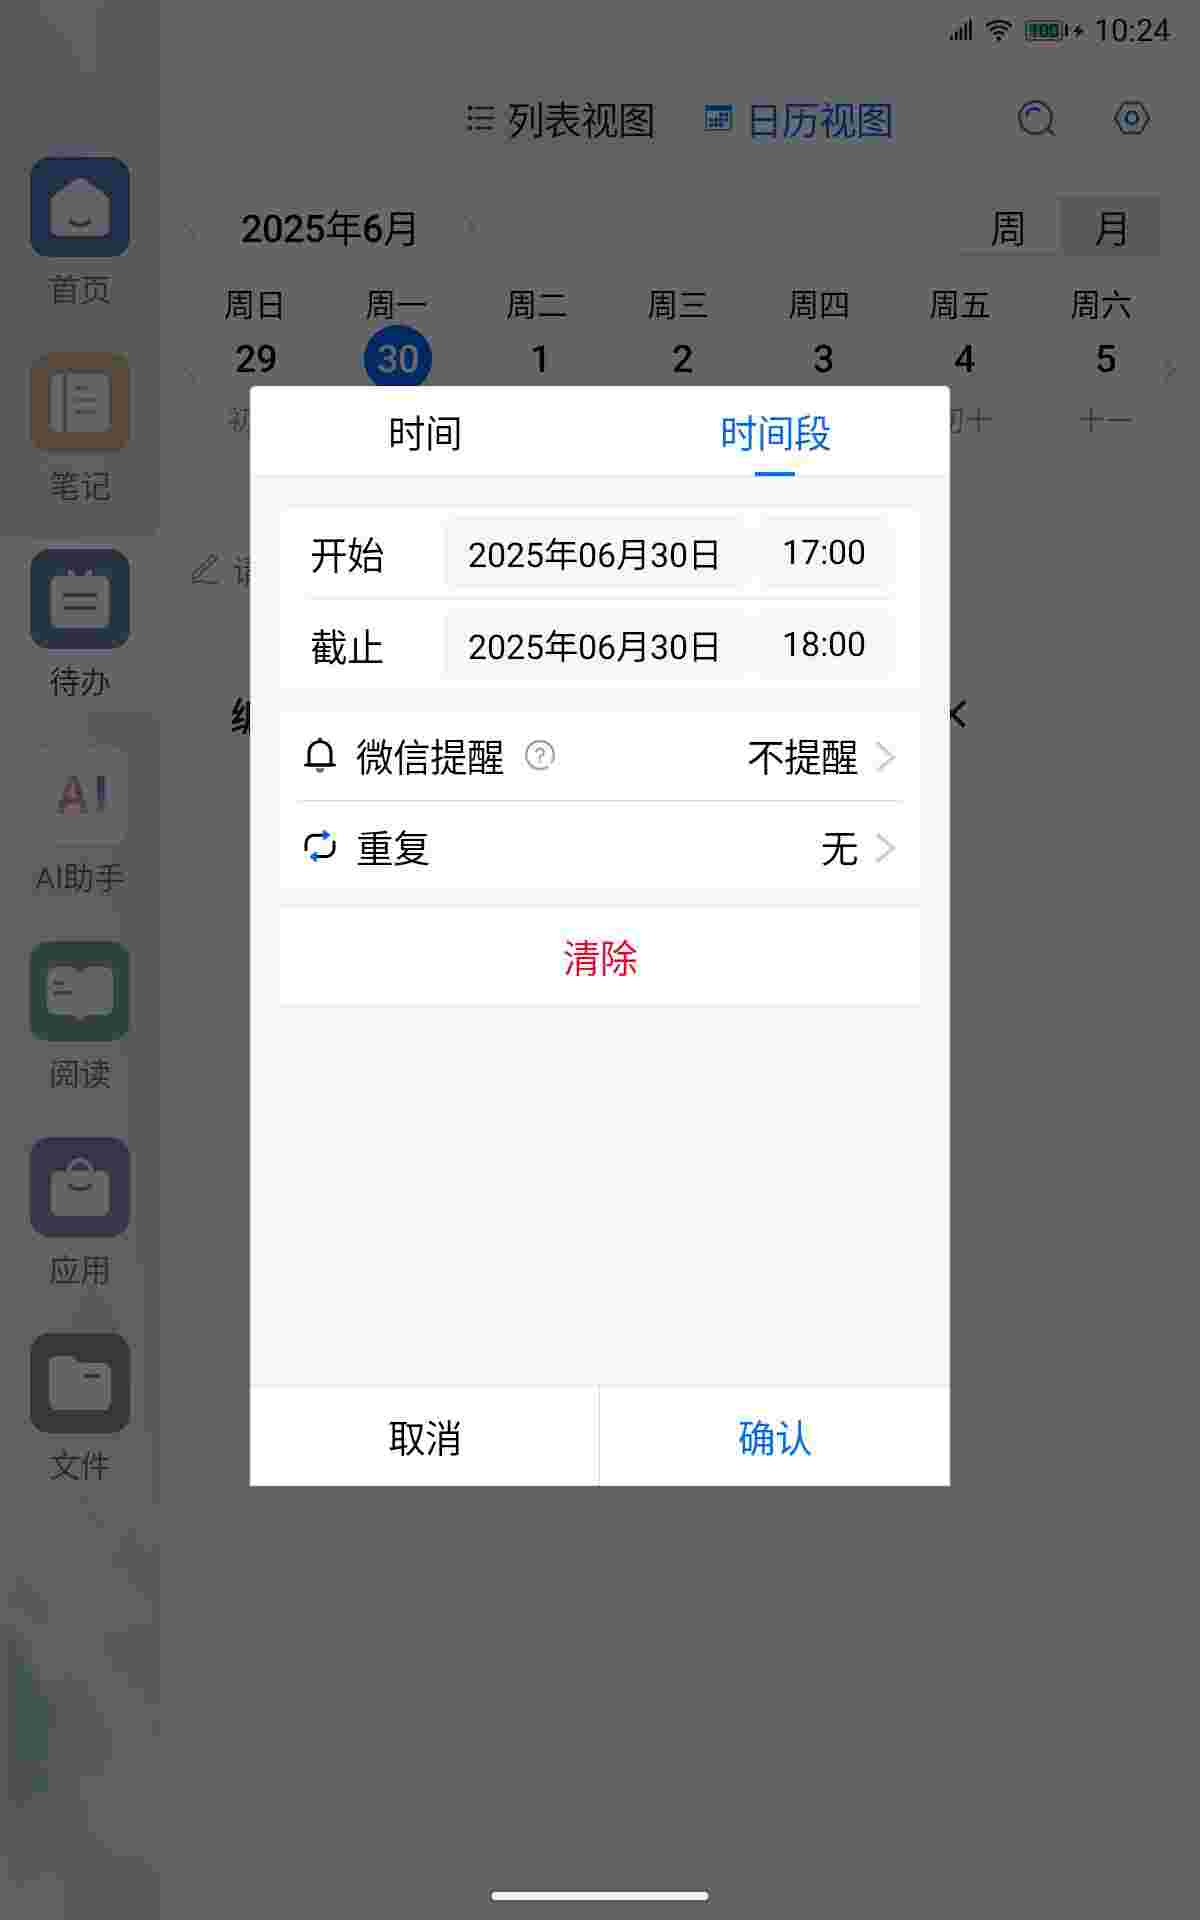 10:24
列表视图 日历视图
2025年6月 周 月
周日 周一 周二 周三 周四 周五 周六
29 30 1 2 3 4 5
初十 十一
时间 时间段
开始 2025年06月30日 17:00
截止 2025年06月30日 18:00
微信提醒 ? 不提醒
重复 无
清除
取消 确认
首页
笔记
待办
AI
AI助手
阅读
应用
文件